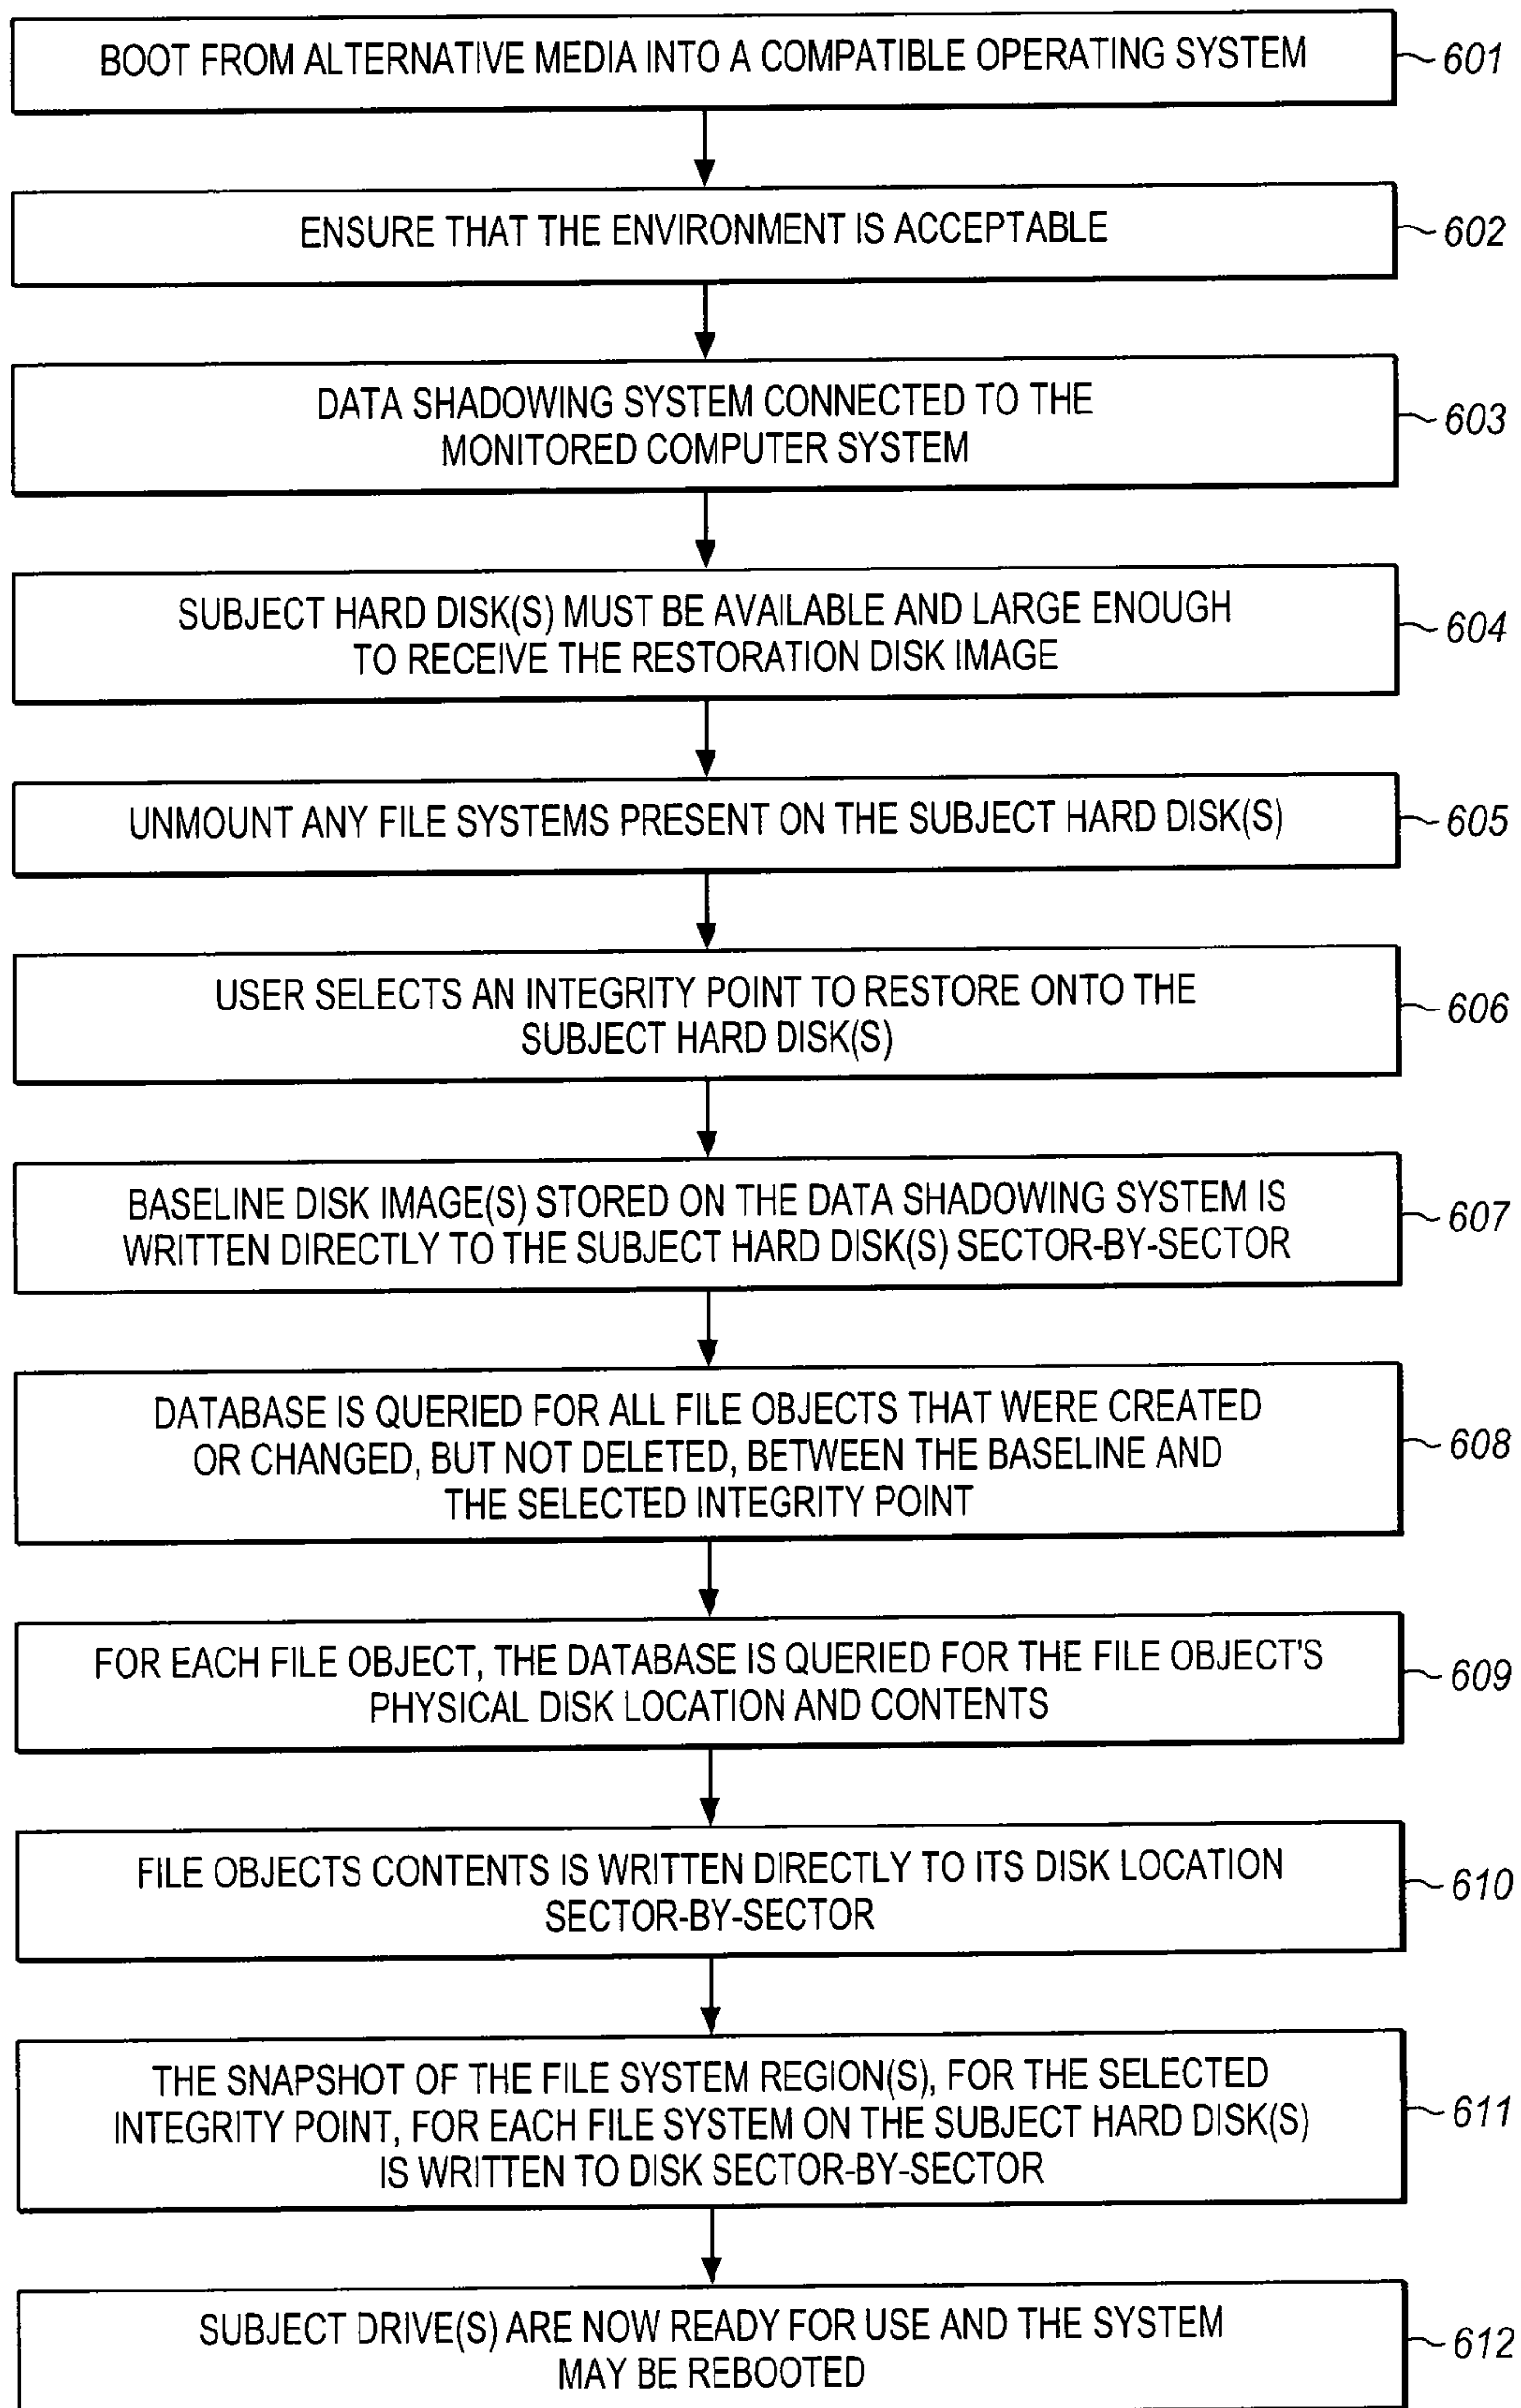 BOOT FROM ALTERNATIVE MEDIA INTO A COMPATIBLE OPERATING SYSTEM
601
ENSURE THAT THE ENVIRONMENT IS ACCEPTABLE
602
DATA SHADOWING SYSTEM CONNECTED TO THE
MONITORED COMPUTER SYSTEM
603
SUBJECT HARD DISK(S) MUST BE AVAILABLE AND LARGE ENOUGH
TO RECEIVE THE RESTORATION DISK IMAGE
604
UNMOUNT ANY FILE SYSTEMS PRESENT ON THE SUBJECT HARD DISK(S)
605
USER SELECTS AN INTEGRITY POINT TO RESTORE ONTO THE
SUBJECT HARD DISK(S)
606
BASELINE DISK IMAGE(S) STORED ON THE DATA SHADOWING SYSTEM IS
WRITTEN DIRECTLY TO THE SUBJECT HARD DISK(S) SECTOR-BY-SECTOR
607
DATABASE IS QUERIED FOR ALL FILE OBJECTS THAT WERE CREATED
OR CHANGED, BUT NOT DELETED, BETWEEN THE BASELINE AND
THE SELECTED INTEGRITY POINT
608
FOR EACH FILE OBJECT, THE DATABASE IS QUERIED FOR THE FILE OBJECT'S
PHYSICAL DISK LOCATION AND CONTENTS
609
FILE OBJECTS CONTENTS IS WRITTEN DIRECTLY TO ITS DISK LOCATION
SECTOR-BY-SECTOR
610
THE SNAPSHOT OF THE FILE SYSTEM REGION(S), FOR THE SELECTED
INTEGRITY POINT, FOR EACH FILE SYSTEM ON THE SUBJECT HARD DISK(S)
IS WRITTEN TO DISK SECTOR-BY-SECTOR
611
SUBJECT DRIVE(S) ARE NOW READY FOR USE AND THE SYSTEM
MAY BE REBOOTED
612